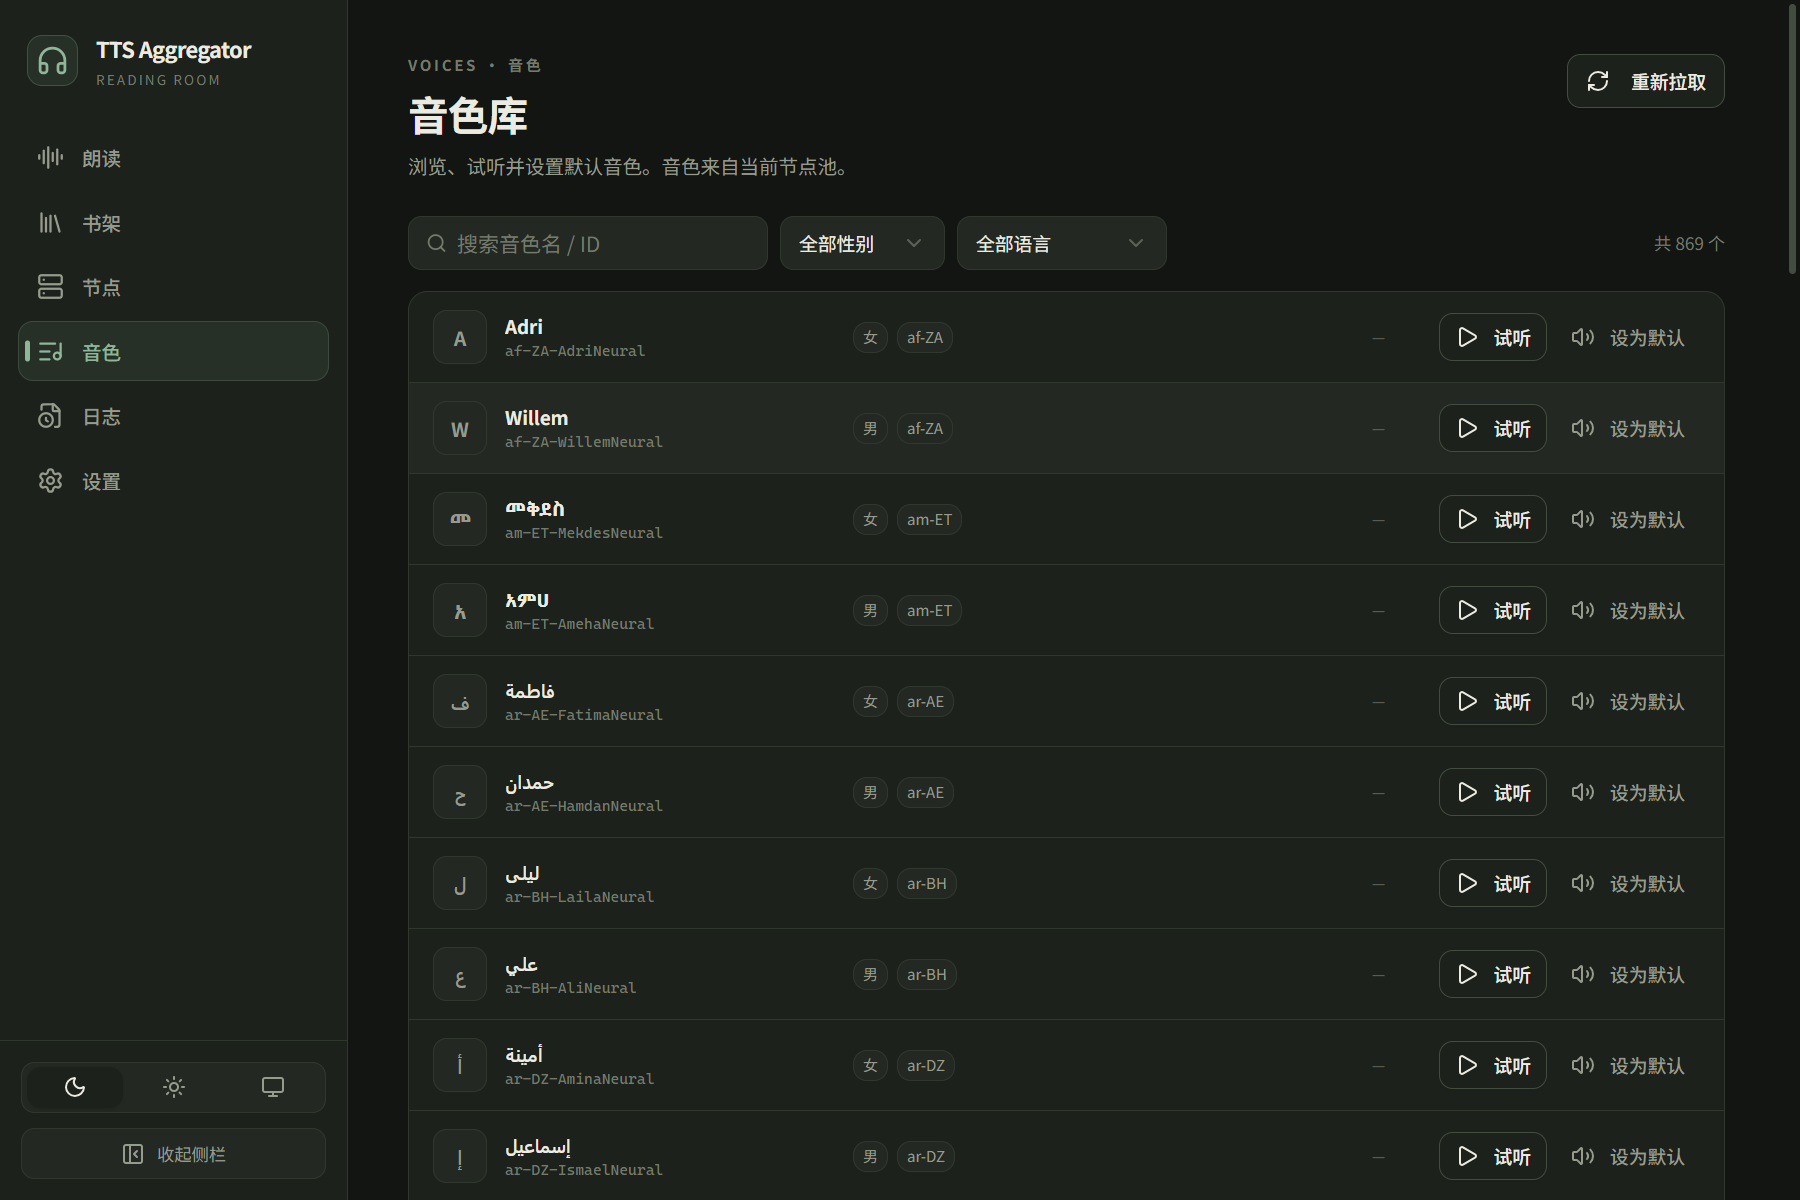 TTS Aggregator
READING ROOM
朗读
书架
节点
音色
日志
设置
收起侧栏
VOICES • 音色
音色库
浏览、试听并设置默认音色。音色来自当前节点池。
重新拉取
搜索音色名 / ID
全部性别
全部语言
共 869 个
A
Adri
af-ZA-AdriNeural
女
af-ZA
—
试听
设为默认
W
Willem
af-ZA-WillemNeural
男
af-ZA
—
试听
设为默认
መ
መቅደስ
am-ET-MekdesNeural
女
am-ET
—
试听
设为默认
አ
አምሀ
am-ET-AmehaNeural
男
am-ET
—
试听
设为默认
ف
فاطمة
ar-AE-FatimaNeural
女
ar-AE
—
试听
设为默认
ح
حمدان
ar-AE-HamdanNeural
男
ar-AE
—
试听
设为默认
ل
ليلى
ar-BH-LailaNeural
女
ar-BH
—
试听
设为默认
ع
علي
ar-BH-AliNeural
男
ar-BH
—
试听
设为默认
أ
أمينة
ar-DZ-AminaNeural
女
ar-DZ
—
试听
设为默认
إ
إسماعيل
ar-DZ-IsmaelNeural
男
ar-DZ
—
试听
设为默认